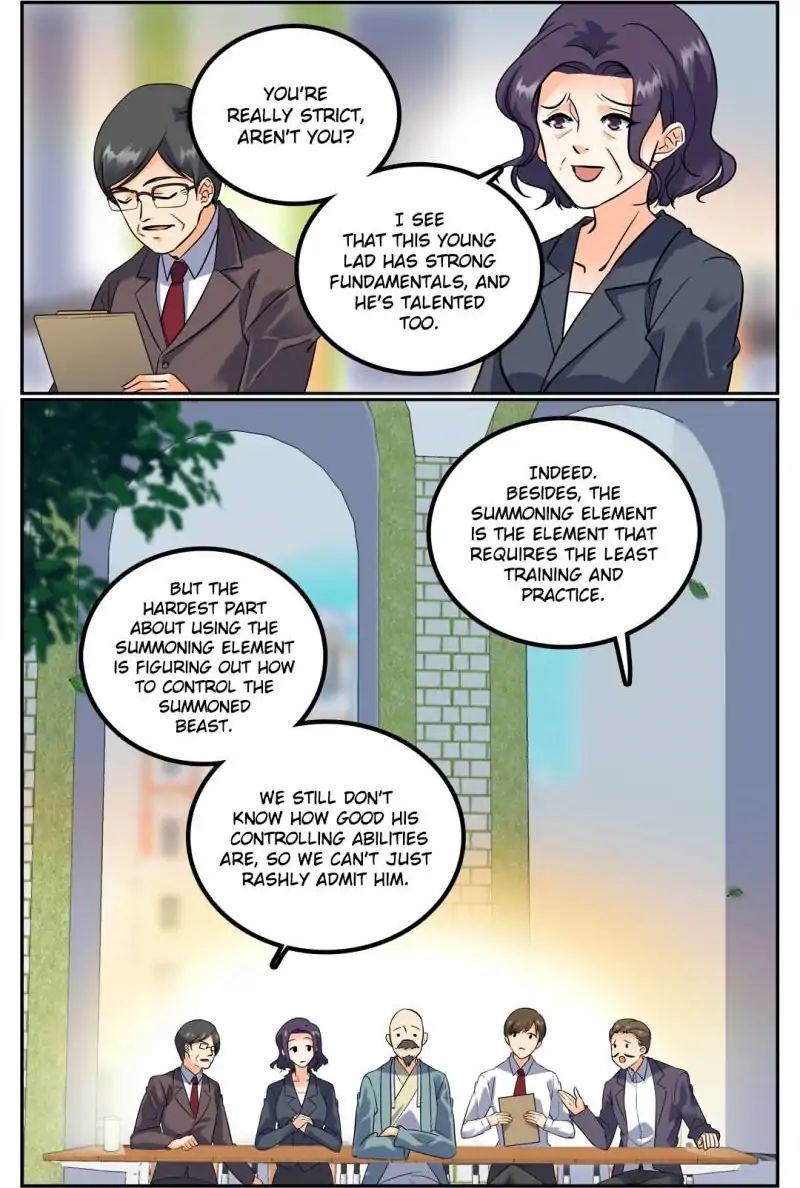 YOU'RE
REALLY STRICT,
AREN'T YOU?
I SEE
THAT THIS YOUNG
LAD HAS STRONG
FUNDAMENTALS, AND
HE'S TALENTED
TOO.
INDEED.
BESIDES, THE
SUMMONING ELEMENT
IS THE ELEMENT THAT
REQUIRES THE LEAST
TRAINING AND
PRACTICE.
BUT THE
HARDEST PART
ABOUT USING THE
SUMMONING ELEMENT
IS FIGURING OUT HOW
TO CONTROL THE
SUMMONED
BEAST.
WE STILL DON'T
KNOW HOW GOOD HIS
CONTROLLING ABILITIES
ARE, SO WE CAN'T JUST
RASHLY ADMIT HIM.